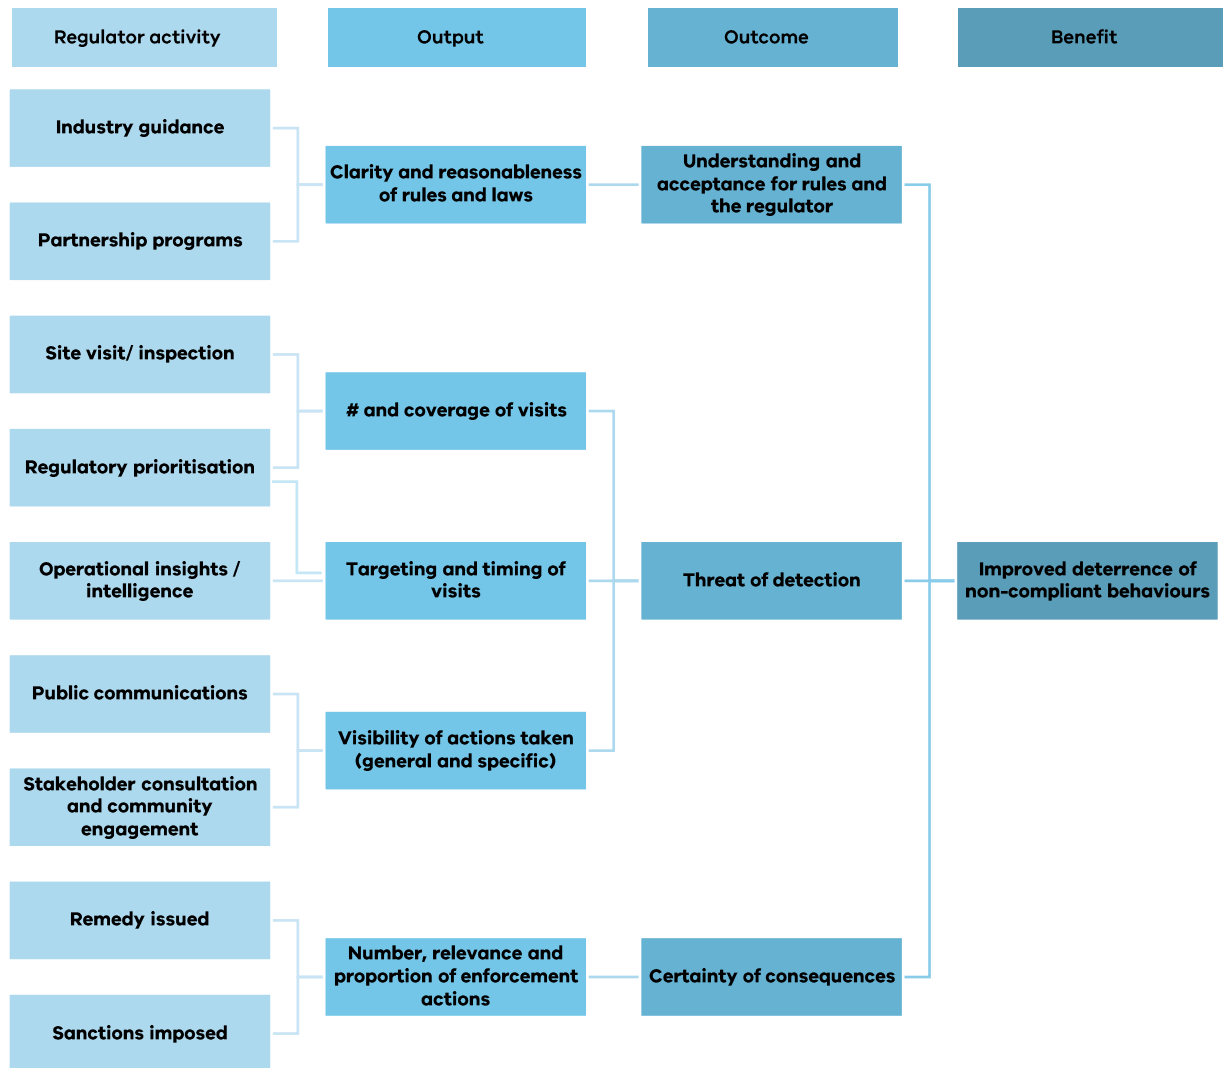 Regulator activity
Output
Outcome
Benefit
Industry guidance
Partnership programs
Site visit/ inspection
Regulatory prioritisation
Operational insights /
intelligence
Public communications
Stakeholder consultation
and community
engagement
Remedy issued
Sanctions imposed
Clarity and reasonableness
of rules and laws
# and coverage of visits
Targeting and timing of
visits
Visibility of actions taken
(general and specific)
Number, relevance and
proportion of enforcement
actions
Understanding and
acceptance for rules and
the regulator
Threat of detection
Certainty of consequences
Improved deterrence of
non-compliant behaviours